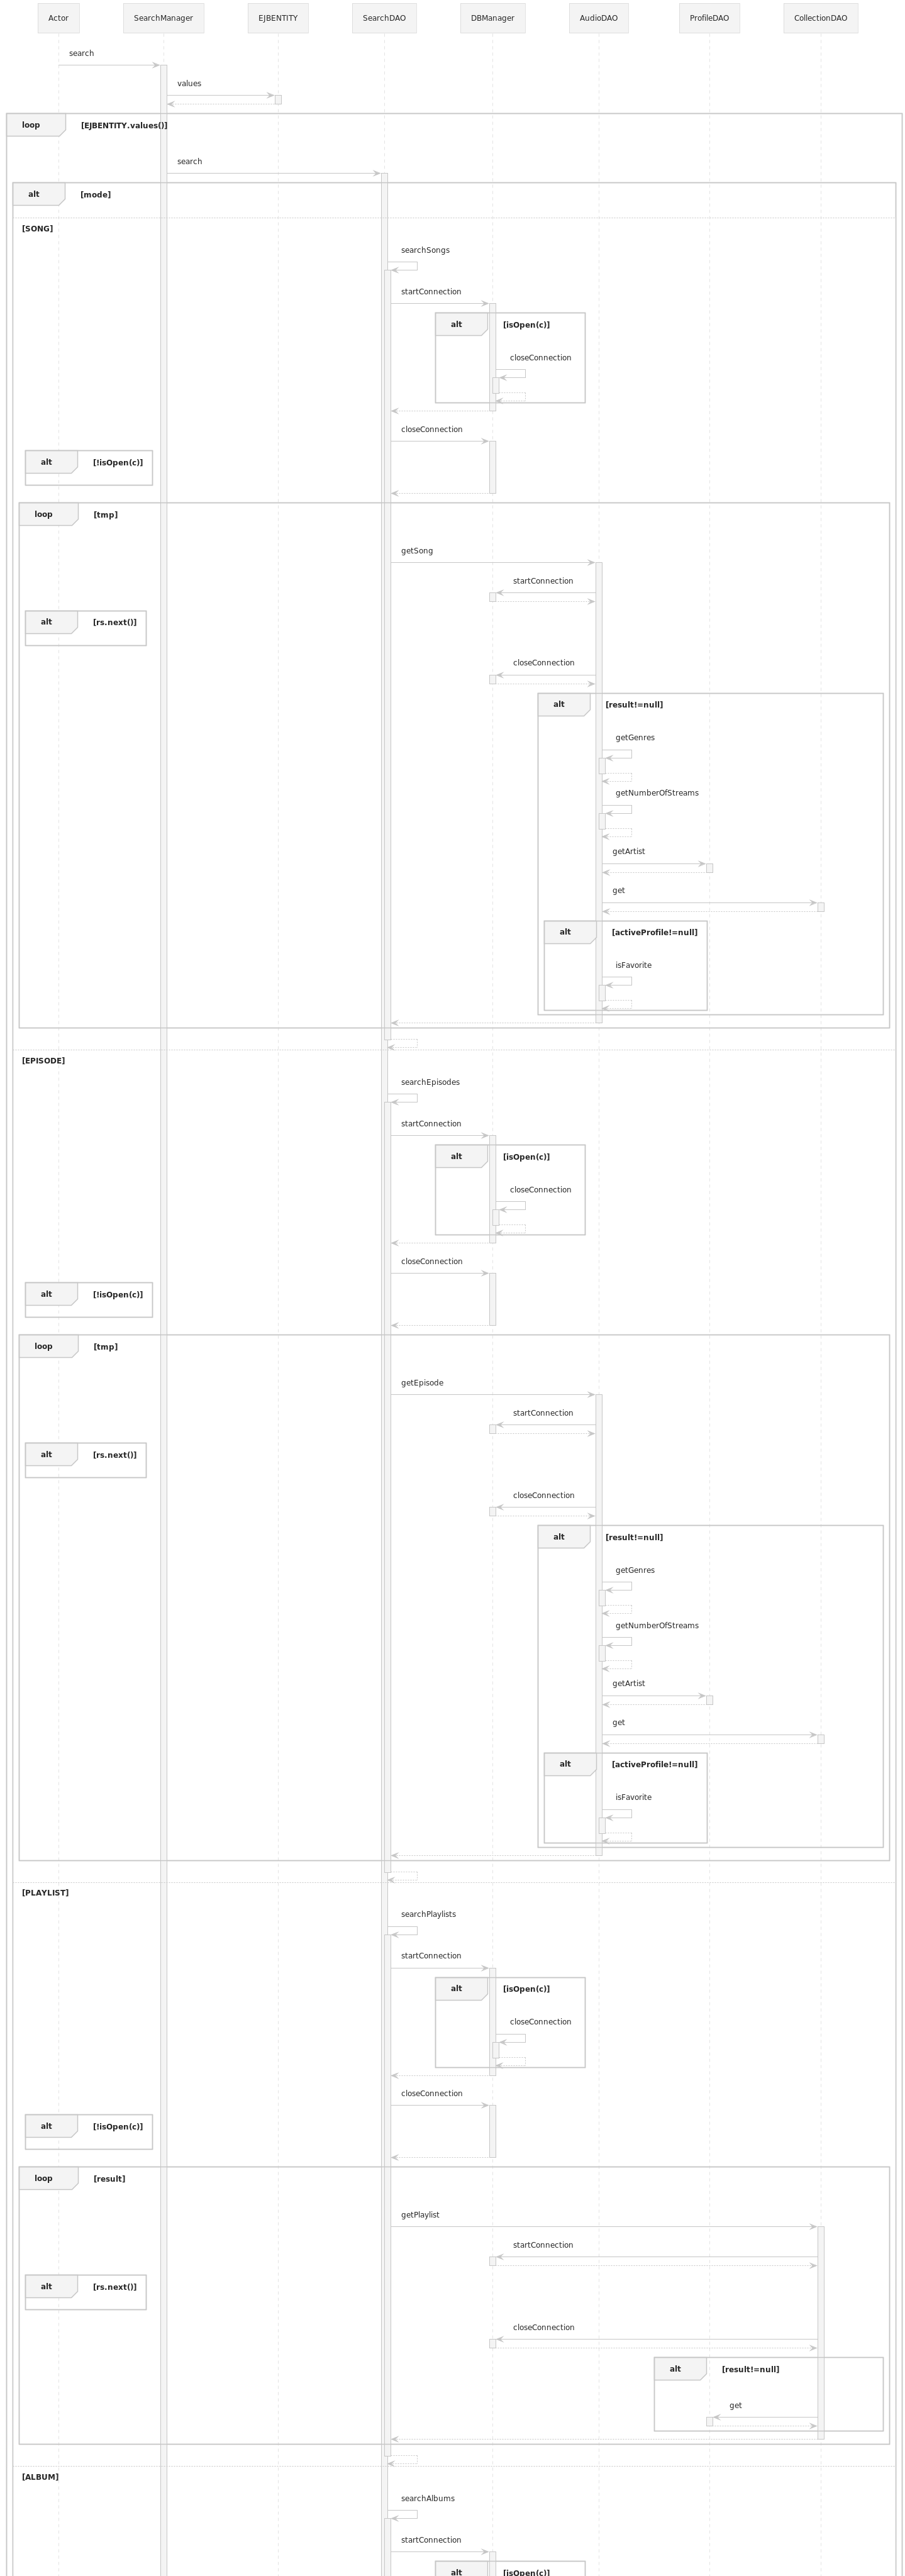 Actor SearchManager EJBENTITY SearchDAO DBManager AudioDAO ProfileDAO CollectionDAO
search
values
loop [EJBENTITY.values()]
search
alt [mode]
[SONG]
searchSongs
startConnection
alt [isOpen(c)]
closeConnection
closeConnection
alt [!isOpen(c)]
loop [tmp]
getSong
startConnection
alt [rs.next()]
closeConnection
alt [result!=null]
getGenres
getNumberOfStreams
getArtist
get
alt [activeProfile!=null]
isFavorite
[EPISODE]
searchEpisodes
startConnection
alt [isOpen(c)]
closeConnection
closeConnection
alt [!isOpen(c)]
loop [tmp]
getEpisode
startConnection
alt [rs.next()]
closeConnection
alt [result!=null]
getGenres
getNumberOfStreams
getArtist
get
alt [activeProfile!=null]
isFavorite
[PLAYLIST]
searchPlaylists
startConnection
alt [isOpen(c)]
closeConnection
closeConnection
alt [!isOpen(c)]
loop [result]
getPlaylist
startConnection
alt [rs.next()]
closeConnection
alt [result!=null]
get
[ALBUM]
searchAlbums
startConnection
alt [isOpen(c)]